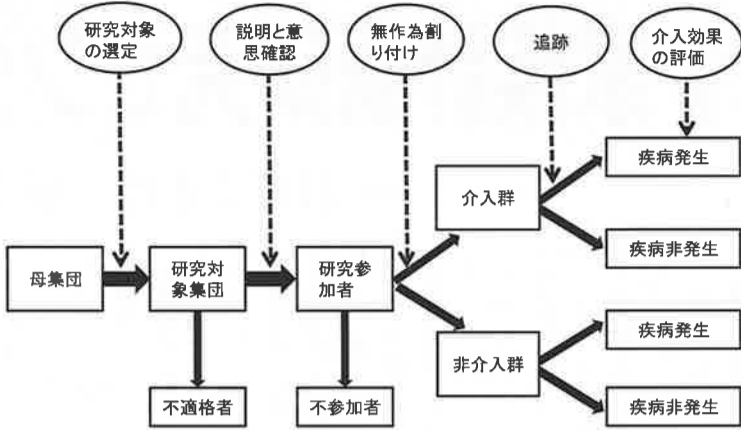 研究対象
の選定
説明と意
思確認
無作為割
り付け
追跡
介入効果
の評価
疾病発生
介入群
疾病非発生
母集団
研究対
象集団
研究参
加者
疾病発生
非介入群
不適格者
不参加者
疾病非発生